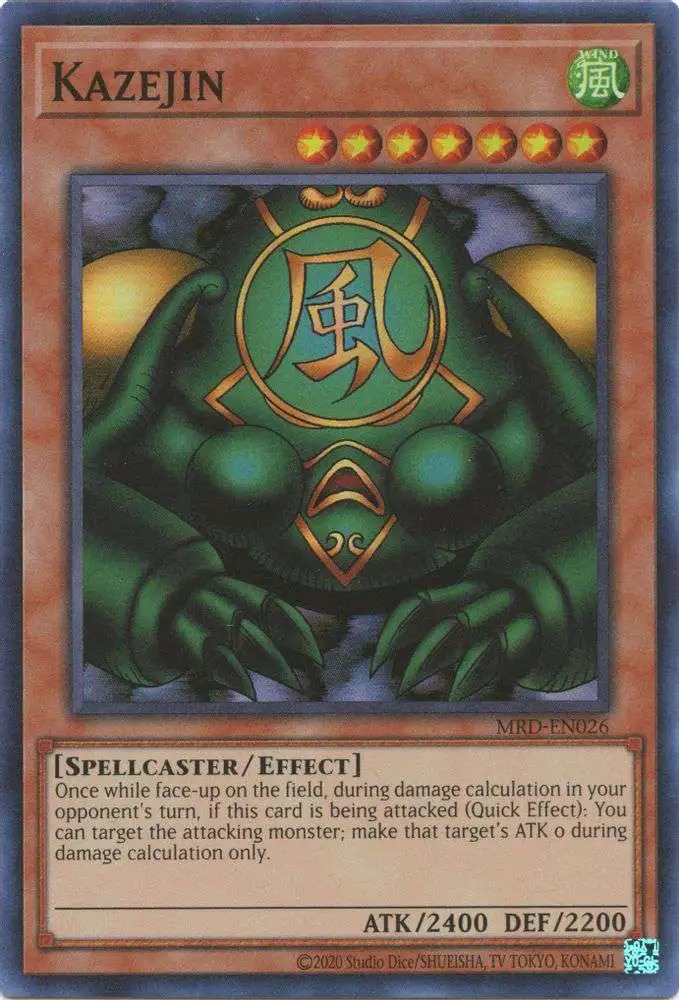 Kazejin
WIND
風
風
MRD-EN026
[Spellcaster/Effect]
Once while face-up on the field, during damage calculation in your
opponent's turn, if this card is being attacked (Quick Effect): You
can target the attacking monster; make that target's ATK 0 during
damage calculation only.
ATK/2400 DEF/2200
©2020 Studio Dice/SHUEISHA, TV TOKYO, KONAMI